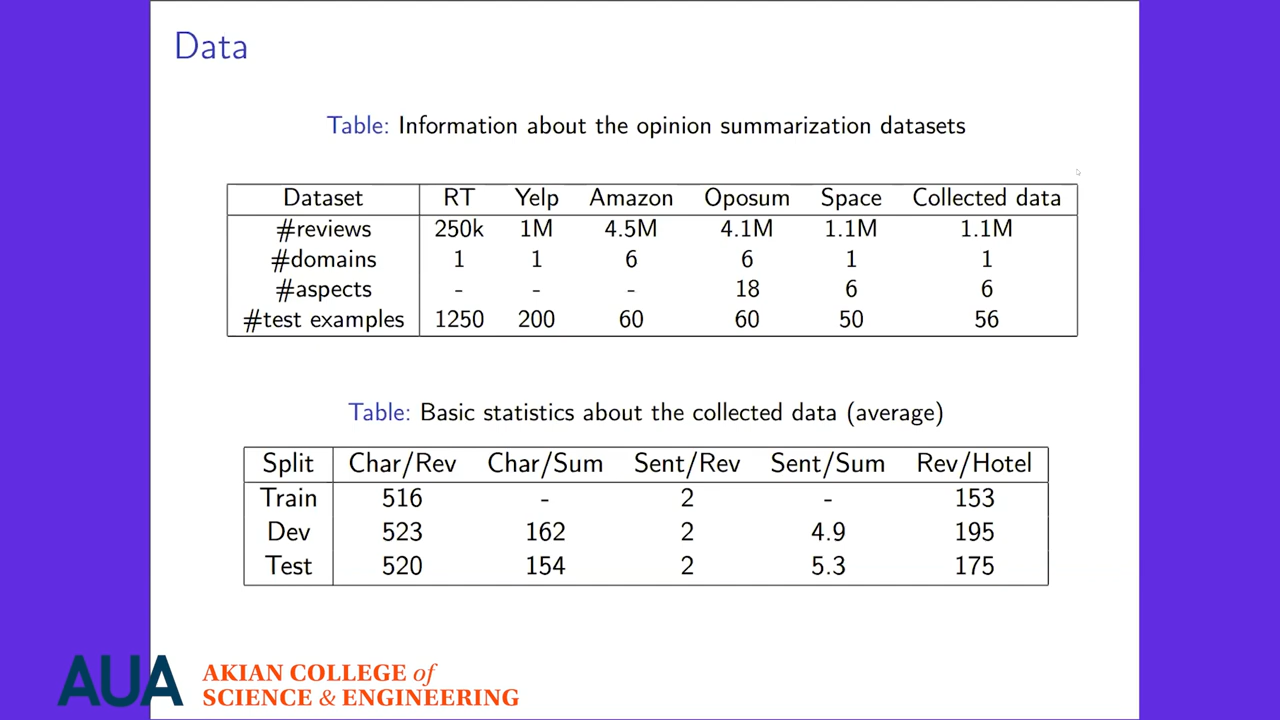 Data
Table: Information about the opinion summarization datasets
Dataset RT Yelp Amazon Oposum Space Collected data
#reviews 250k 1M 4.5M 4.1M 1.1M 1.1M
#domains 1 1 6 6 1 1
#aspects - - - 18 6 6
#test examples 1250 200 60 60 50 56
Table: Basic statistics about the collected data (average)
Split Char/Rev Char/Sum Sent/Rev Sent/Sum Rev/Hotel
Train 516 - 2 - 153
Dev 523 162 2 4.9 195
Test 520 154 2 5.3 175
AUA
AKIAN COLLEGE of
SCIENCE & ENGINEERING